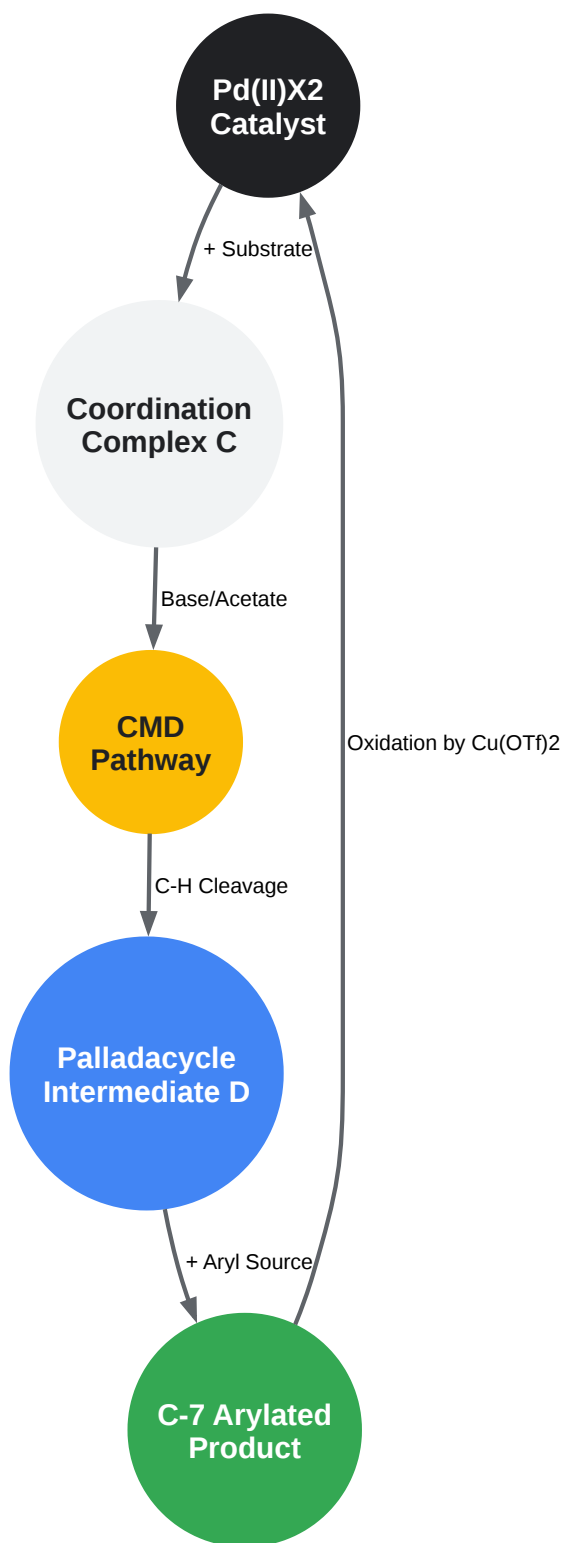 Pd(II)X2
Catalyst
+ Substrate
Coordination
Complex C
Base/Acetate
CMD
Pathway
Oxidation by Cu(OTf)2
C-H Cleavage
Palladacycle
Intermediate D
+ Aryl Source
C-7 Arylated
Product